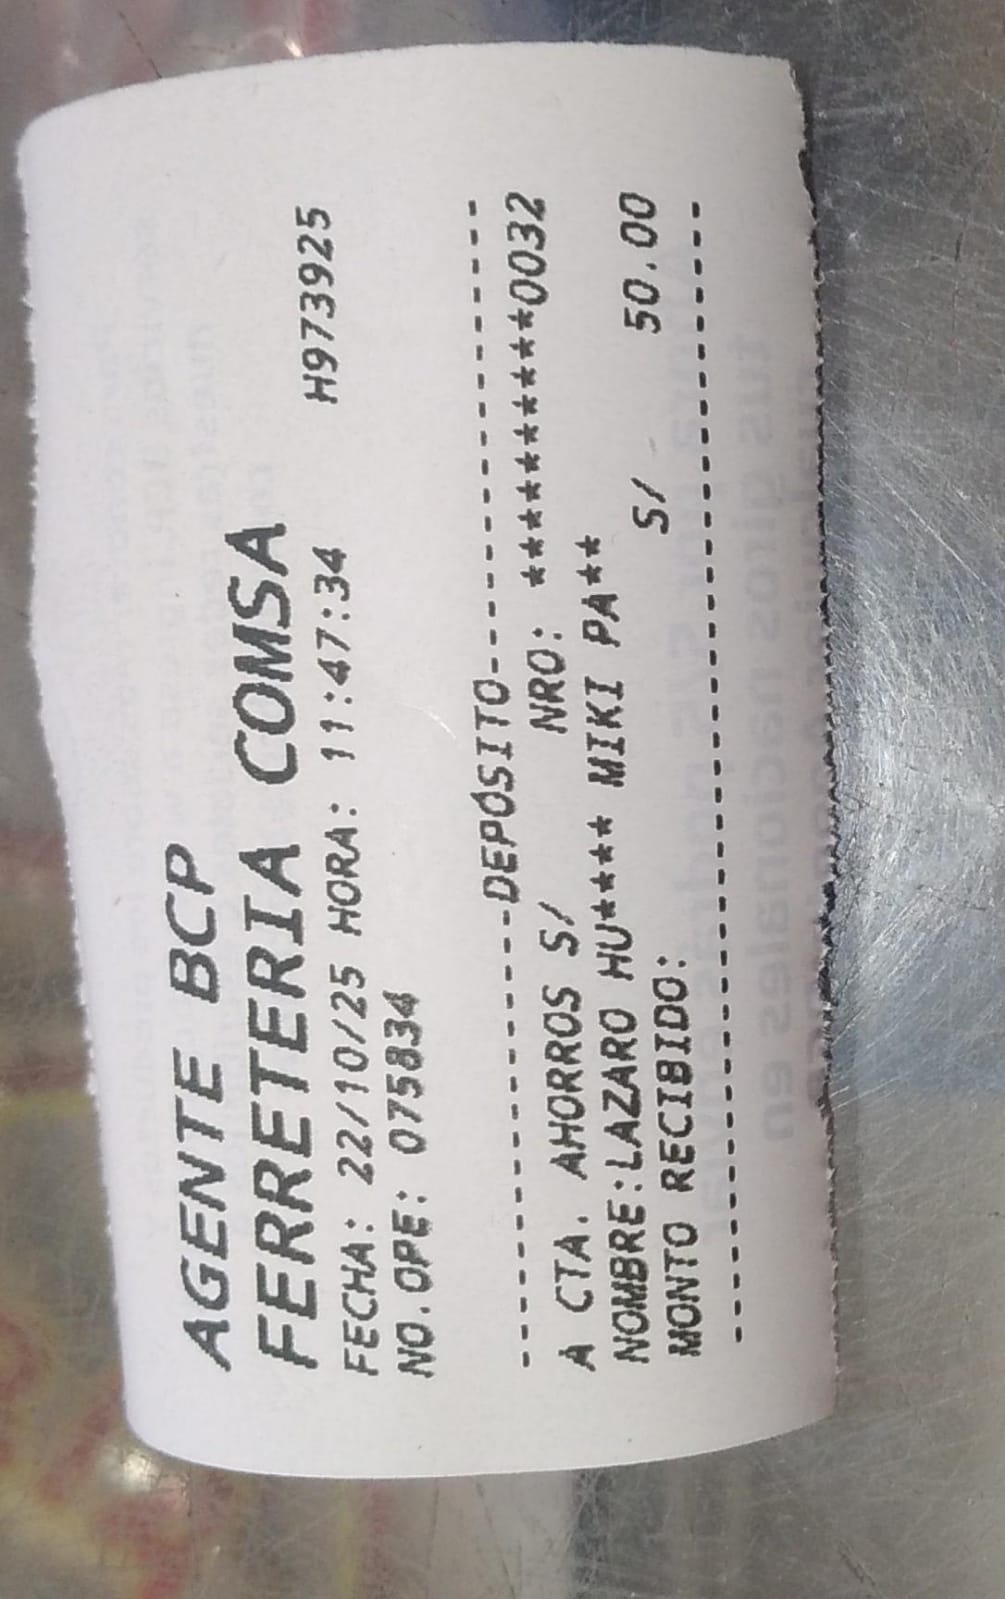 AGENTE BCP
FERRETERIA COMSA
FECHA: 22/10/25 HORA: 11:47:34 H973925
NO.OPE: 075834
------------------DEPOSITO------------------
A CTA. AHORROS S/ NRO: **************0032
NOMBRE:LAZARO HU***** MIKI PA**
MONTO RECIBIDO: S/ 50.00
--------------------------------------------